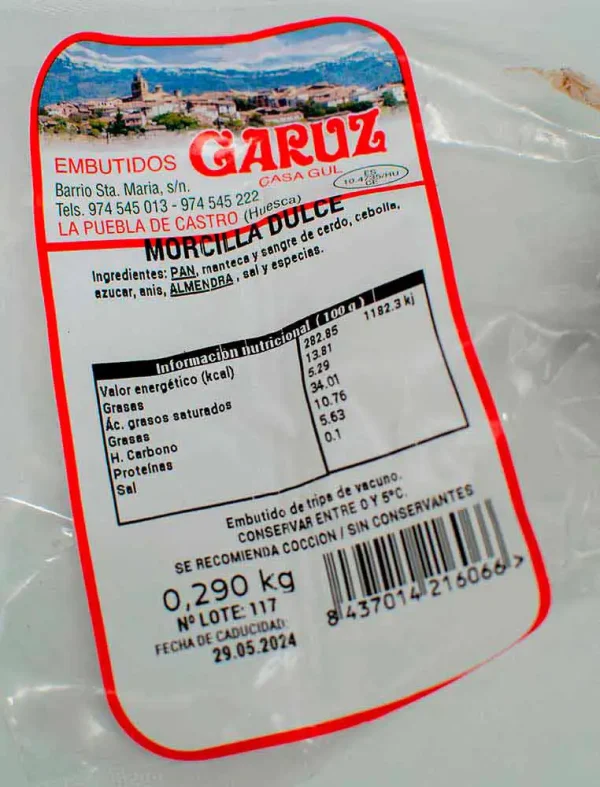 EMBUTIDOS GARUZ
CASA GUL
Barrio Sta. Maria, s/n.
Tels. 974 545 013 - 974 545 222
LA PUEBLA DE CASTRO (Huesca)
ES
CE
MORCILLA DULCE
Ingredientes: PAN, manteca y sangre de cerdo, cebolla,
azucar, anis, ALMENDRA, sal y especias.
Información nutricional (100 g)
Valor energético (kcal) 282.85 1182.3 kj
Grasas 13.81
Ác. grasos saturados 5.29
Grasas 34.01
H. Carbono 10.76
Proteínas 5.63
Sal 0.1
Embutido de tripa de vacuno.
CONSERVAR ENTRE 0 Y 5ºC.
SE RECOMIENDA COCCION / SIN CONSERVANTES
0,290 kg
Nº LOTE: 117
FECHA DE CADUCIDAD:
29.05.2024
8 437014 216066 >